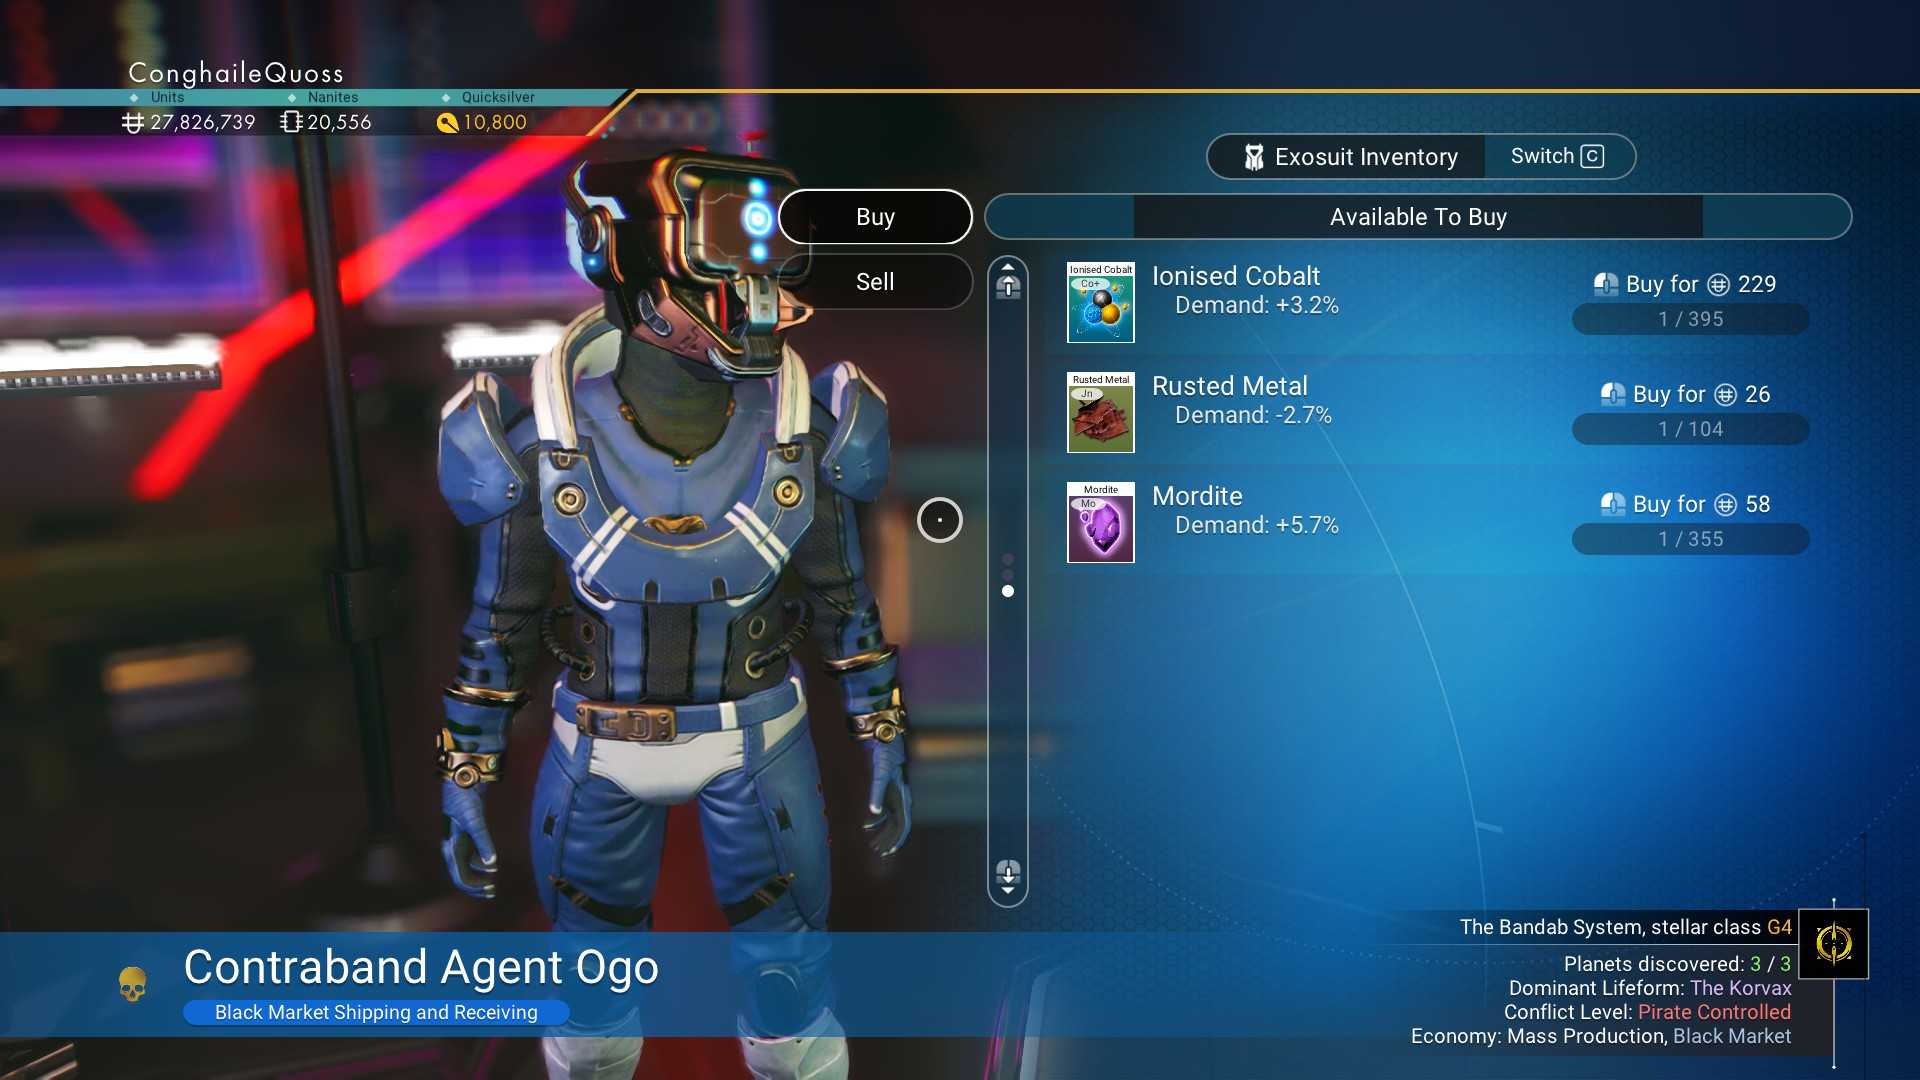 ConghaileQuoss
Units Nanites Quicksilver
27,826,739 20,556 10,800
Exosuit Inventory Switch C
Buy
Available To Buy
Sell
Ionised Cobalt
Co+
Ionised Cobalt
Demand: +3.2%
Buy for 229
1 / 395
Rusted Metal
Jn
Rusted Metal
Demand: -2.7%
Buy for 26
1 / 104
Mordite
Mo
Mordite
Demand: +5.7%
Buy for 58
1 / 355
Contraband Agent Ogo
Black Market Shipping and Receiving
The Bandab System, stellar class G4
Planets discovered: 3 / 3
Dominant Lifeform: The Korvax
Conflict Level: Pirate Controlled
Economy: Mass Production, Black Market